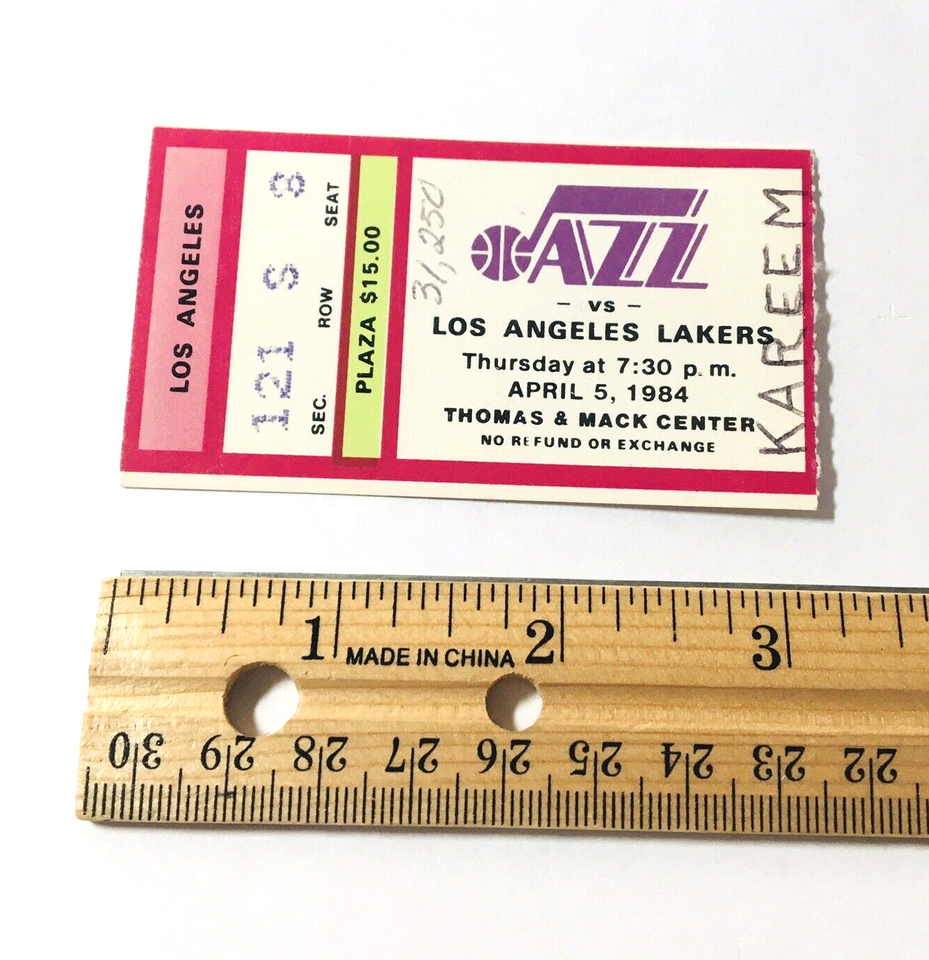 LOS ANGELES
121 S 8
SEC. ROW SEAT
PLAZA $15.00
31,250
JAZZ
- vs -
LOS ANGELES LAKERS
Thursday at 7:30 p.m.
APRIL 5, 1984
THOMAS & MACK CENTER
NO REFUND OR EXCHANGE
KAREEM
1 2 3
MADE IN CHINA
30 29 28 27 26 25 24 23 22